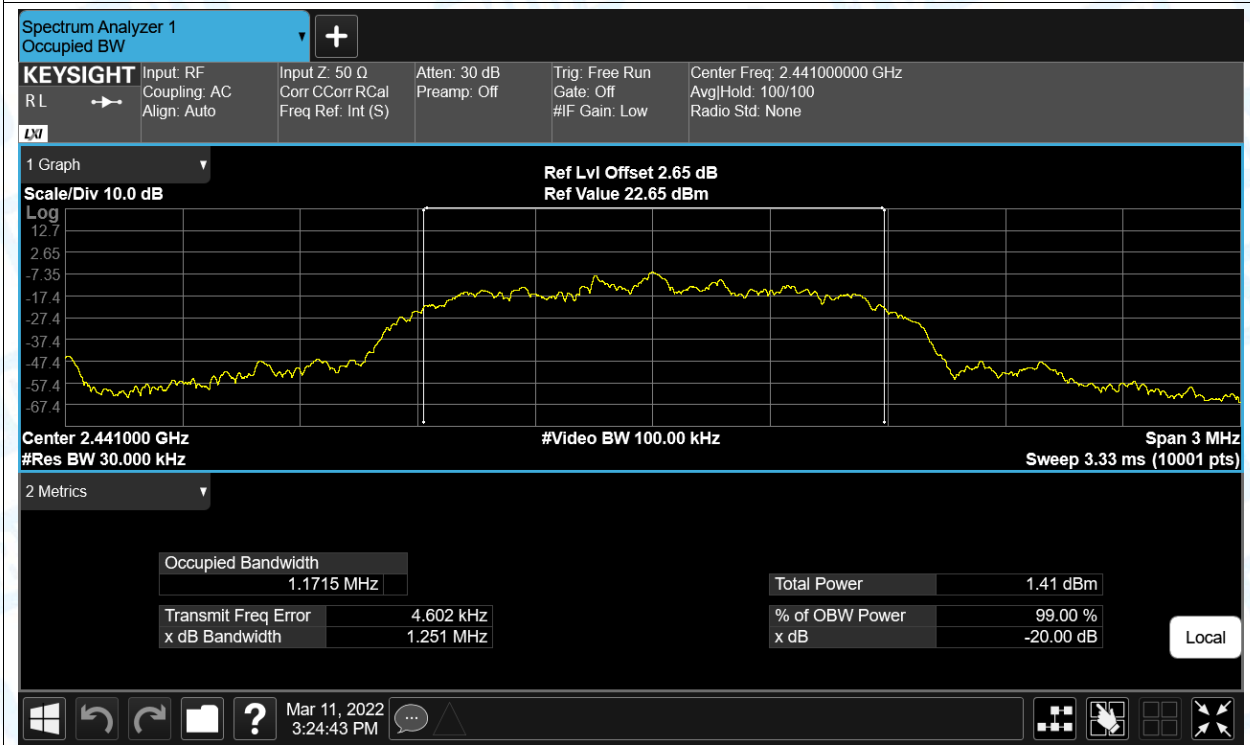 Spectrum Analyzer 1
Occupied BW
KEYSIGHT
R L
LXI
Input: RF
Coupling: AC
Align: Auto
Input Z: 50 Ω
Corr CCorr RCal
Freq Ref: Int (S)
Atten: 30 dB
Preamp: Off
Trig: Free Run
Gate: Off
#IF Gain: Low
Center Freq: 2.441000000 GHz
Avg|Hold: 100/100
Radio Std: None
1 Graph
Scale/Div 10.0 dB
Ref Lvl Offset 2.65 dB
Ref Value 22.65 dBm
Log
12.7
2.65
-7.35
-17.4
-27.4
-37.4
-47.4
-57.4
-67.4
Center 2.441000 GHz
#Res BW 30.000 kHz
#Video BW 100.00 kHz
Span 3 MHz
Sweep 3.33 ms (10001 pts)
2 Metrics
Occupied Bandwidth
1.1715 MHz
Transmit Freq Error 4.602 kHz
x dB Bandwidth 1.251 MHz
Total Power 1.41 dBm
% of OBW Power 99.00 %
x dB -20.00 dB
Local
?
Mar 11, 2022
3:24:43 PM